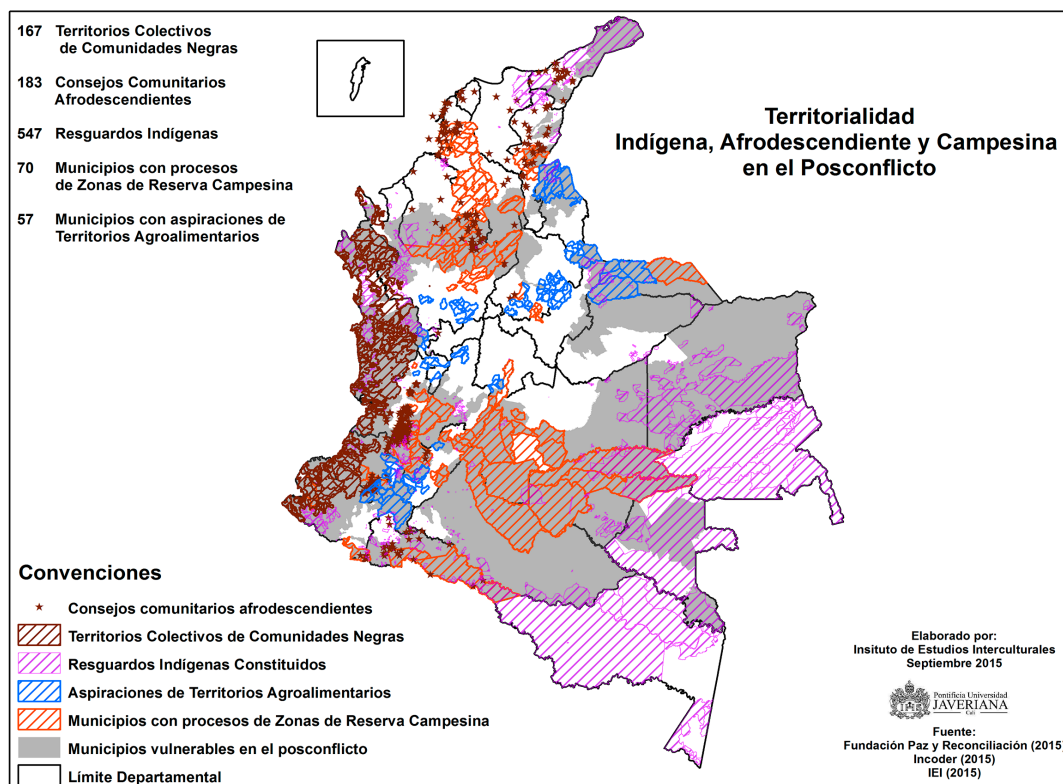 167 Territorios Colectivos
de Comunidades Negras
183 Consejos Comunitarios
Afrodescendientes
547 Resguardos Indígenas
70 Municipios con procesos
de Zonas de Reserva Campesina
57 Municipios con aspiraciones de
Territorios Agroalimentarios
Territorialidad
Indígena, Afrodescendiente y Campesina
en el Posconflicto
Convenciones
Consejos comunitarios afrodescendientes
Territorios Colectivos de Comunidades Negras
Resguardos Indígenas Constituidos
Aspiraciones de Territorios Agroalimentarios
Municipios con procesos de Zonas de Reserva Campesina
Municipios vulnerables en el posconflicto
Límite Departamental
Elaborado por:
Insituto de Estudios Interculturales
Septiembre 2015
Pontificia Universidad
JAVERIANA
Cali
Fuente:
Fundación Paz y Reconciliación (2015)
Incoder (2015)
IEI (2015)